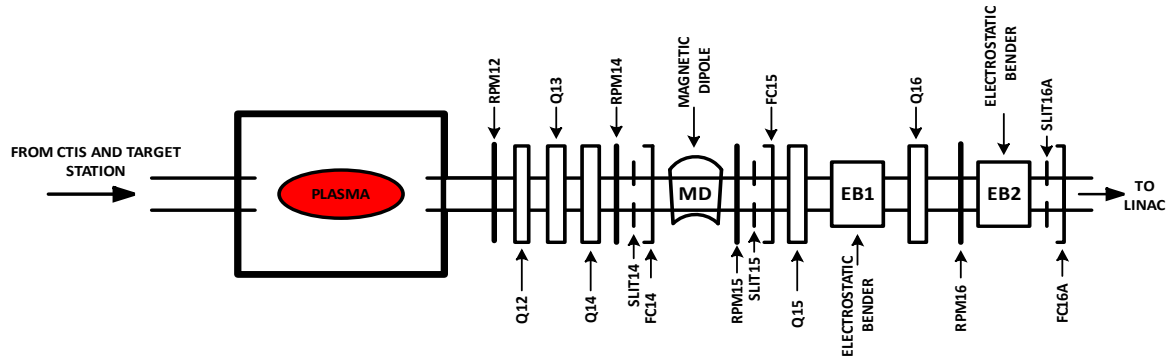 FROM CTIS AND TARGET
STATION
PLASMA
RPM12
Q12
Q13
Q14
RPM14
SLIT14
FC14
MAGNETIC
DIPOLE
MD
RPM15
SLIT15
FC15
Q15
EB1
ELECTROSTATIC
BENDER
Q16
RPM16
ELECTROSTATIC
BENDER
EB2
SLIT16A
FC16A
TO
LINAC